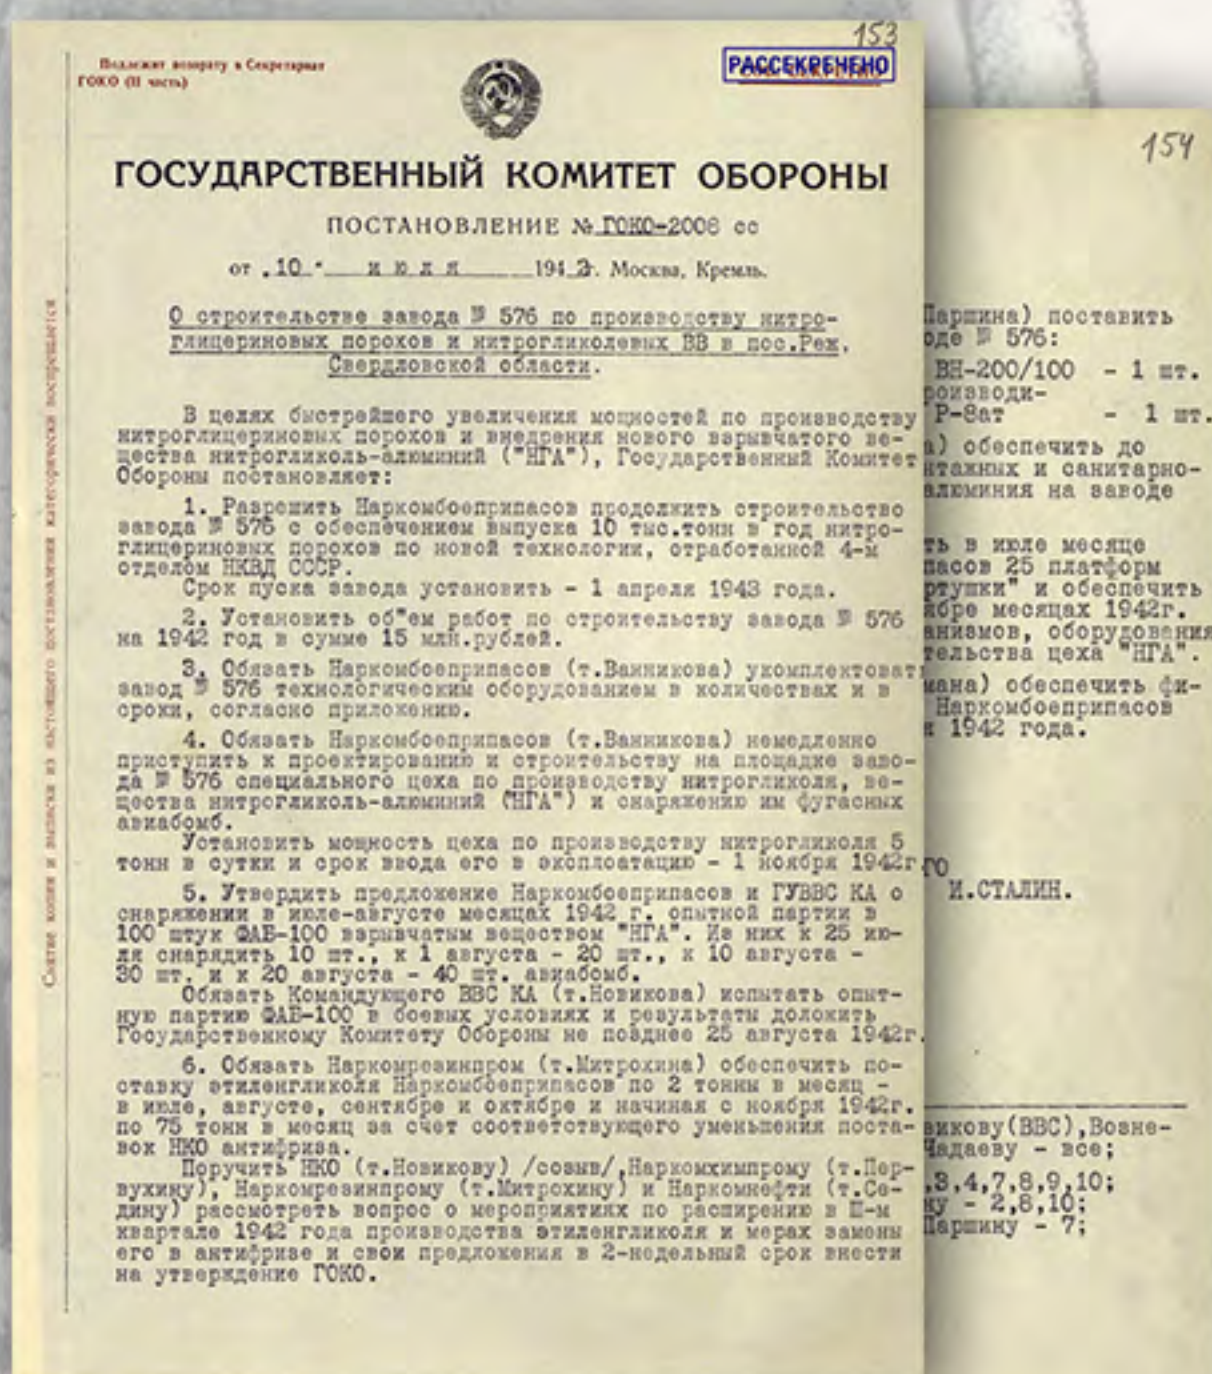 153
Подлежит возврату в Секретариат
ГОКО (II часть)
РАССЕКРЕЧЕНО
ГОСУДАРСТВЕННЫЙ КОМИТЕТ ОБОРОНЫ
ПОСТАНОВЛЕНИЕ № ГОКО-2008 сс
от „10 " июля 1942г. Москва, Кремль.
О строительстве завода № 576 по производству нитро-
глицериновых порохов и нитрогликолевых ВВ в пос.Реж,
Свердловской области.
В целях быстрейшего увеличения мощностей по производству
нитроглицериновых порохов и внедрения нового взрывчатого ве-
щества нитрогликоль-алюминий ("НГА"), Государственный Комитет
Обороны постановляет:
1. Разрешить Наркомбоеприпасов продолжить строительство
завода № 576 с обеспечением выпуска 10 тыс.тонн в год нитро-
глицериновых порохов по новой технологии, отработанной 4-м
отделом НКВД СССР.
Срок пуска завода установить - 1 апреля 1943 года.
2. Установить об"ем работ по строительству завода № 576
на 1942 год в сумме 15 млн.рублей.
3. Обязать Наркомбоеприпасов (т.Ванникова) укомплектовать
завод № 576 технологическим оборудованием в количествах и в
сроки, согласно приложению.
4. Обязать Наркомбоеприпасов (т.Ванникова) немедленно
приступить к проектированию и строительству на площадке заво-
да № 576 специального цеха по производству нитрогликоля, ве-
щества нитрогликоль-алюминий ("НГА") и снаряжению им фугасных
авиабомб.
Установить мощность цеха по производству нитрогликоля 5
тонн в сутки и срок ввода его в эксплоатацию - 1 ноября 1942г.
5. Утвердить предложение Наркомбоеприпасов и ГУВВС КА о
снаряжении в июле-августе месяцах 1942 г. опытной партии в
100 штук ФАБ-100 взрывчатым веществом "НГА". Из них к 25 ию-
ля снарядить 10 шт., к 1 августа - 20 шт., к 10 августа -
30 шт. и к 20 августа - 40 шт. авиабомб.
Обязать Командующего ВВС КА (т.Новикова) испытать опыт-
ную партию ФАБ-100 в боевых условиях и результаты доложить
Государственному Комитету Обороны не позднее 25 августа 1942г.
6. Обязать Наркомрезинпром (т.Митрохина) обеспечить по-
ставку этиленгликоля Наркомбоеприпасов по 2 тонны в месяц -
в июле, августе, сентябре и октябре и начиная с ноября 1942г.
по 75 тонн в месяц за счет соответствующего уменьшения поста-
вок НКО антифриза.
Поручить НКО (т.Новикову) /созыв/,Наркомхимпрому (т.Пер-
вухину), Наркомрезинпрому (т.Митрохину) и Наркомнефти (т.Се-
дину) рассмотреть вопрос о мероприятиях по расширению в Ш-м
квартале 1942 года производства этиленгликоля и мерах замены
его в антифризе и свои предложения в 2-недельный срок внести
на утверждение ГОКО.
Снятие копии и выписки из настоящего постановления категорически воспрещается
154
Паршина) поставить
оде № 576:
ВН-200/100 - 1 шт.
роизводи-
Р-8ат - 1 шт.
а) обеспечить до
нтажных и санитарно-
алюминия на заводе
ть в июле месяце
пасов 25 платформ
ртушки" и обеспечить
ябре месяцах 1942г.
анизмов, оборудования
тельства цеха "НГА".
мана) обеспечить фи-
Наркомбоеприпасов
я 1942 года.
ГО
И.СТАЛИН.
викову(ВВС),Возне-
Чадаеву - все;
,3,4,7,8,9,10;
ну - 2,6,10;
Паршину - 7;